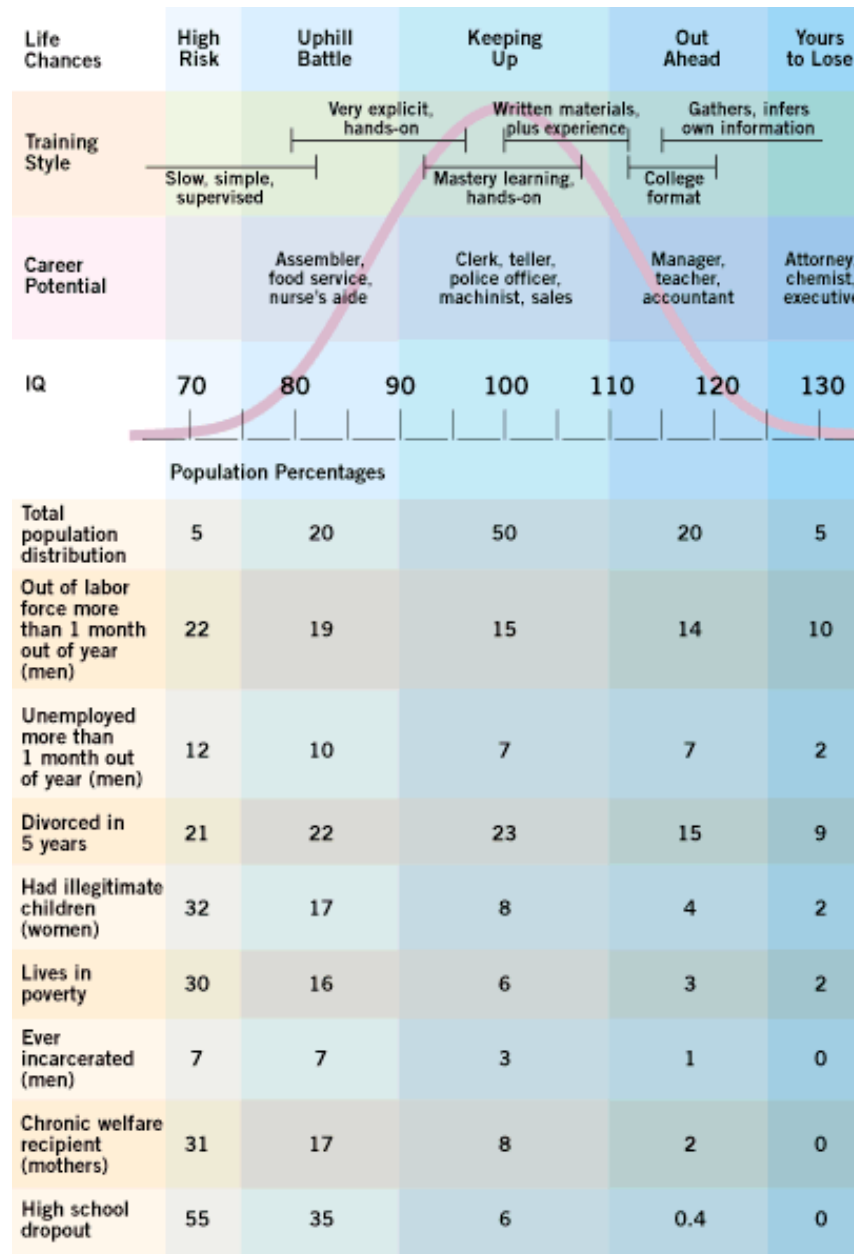 Life
Chances
High
Risk
Uphill
Battle
Keeping
Up
Out
Ahead
Yours
to Lose
Training
Style
Very explicit,
hands-on
Written materials,
plus experience
Gathers, infers
own information
Slow, simple,
supervised
Mastery learning,
hands-on
College
format
Career
Potential
Assembler,
food service,
nurse's aide
Clerk, teller,
police officer,
machinist, sales
Manager,
teacher,
accountant
Attorney,
chemist,
executive
IQ 70 80 90 100 110 120 130
Population Percentages
Total
population
distribution
5 20 50 20 5
Out of labor
force more
than 1 month
out of year
(men)
22 19 15 14 10
Unemployed
more than
1 month out
of year (men)
12 10 7 7 2
Divorced in
5 years
21 22 23 15 9
Had illegitimate
children
(women)
32 17 8 4 2
Lives in
poverty
30 16 6 3 2
Ever
incarcerated
(men)
7 7 3 1 0
Chronic welfare
recipient
(mothers)
31 17 8 2 0
High school
dropout
55 35 6 0.4 0